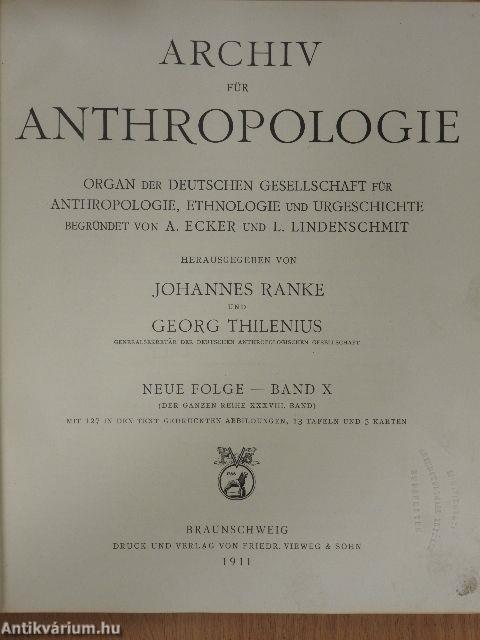 ARCHIV
FÜR
ANTHROPOLOGIE
ORGAN DER DEUTSCHEN GESELLSCHAFT FÜR
ANTHROPOLOGIE, ETHNOLOGIE UND URGESCHICHTE
BEGRÜNDET VON A. ECKER UND L. LINDENSCHMIT
HERAUSGEGEBEN VON
JOHANNES RANKE
UND
GEORG THILENIUS
GENERALSEKRETÄR DER DEUTSCHEN ANTHROPOLOGISCHEN GESELLSCHAFT
NEUE FOLGE — BAND X
(DER GANZEN REIHE XXXVIII. BAND)
MIT 127 IN DEN TEXT GEDRUCKTEN ABBILDUNGEN, 13 TAFELN UND 5 KARTEN
BRAUNSCHWEIG
DRUCK UND VERLAG VON FRIEDR. VIEWEG & SOHN
1911
Antikvárium.hu